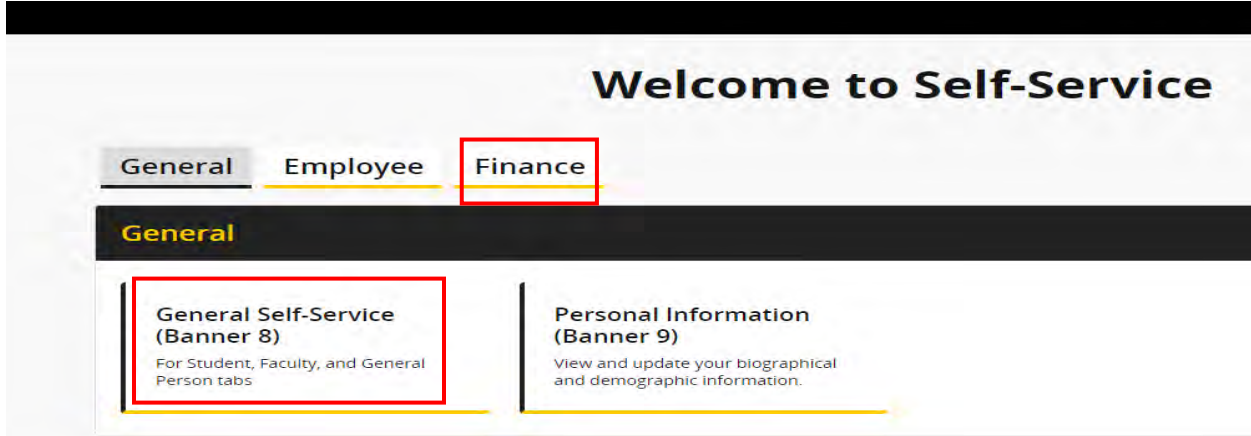 Welcome to Self-Service
General Employee Finance
General
General Self-Service
(Banner 8)
For Student, Faculty, and General
Person tabs
Personal Information
(Banner 9)
View and update your biographical
and demographic information.